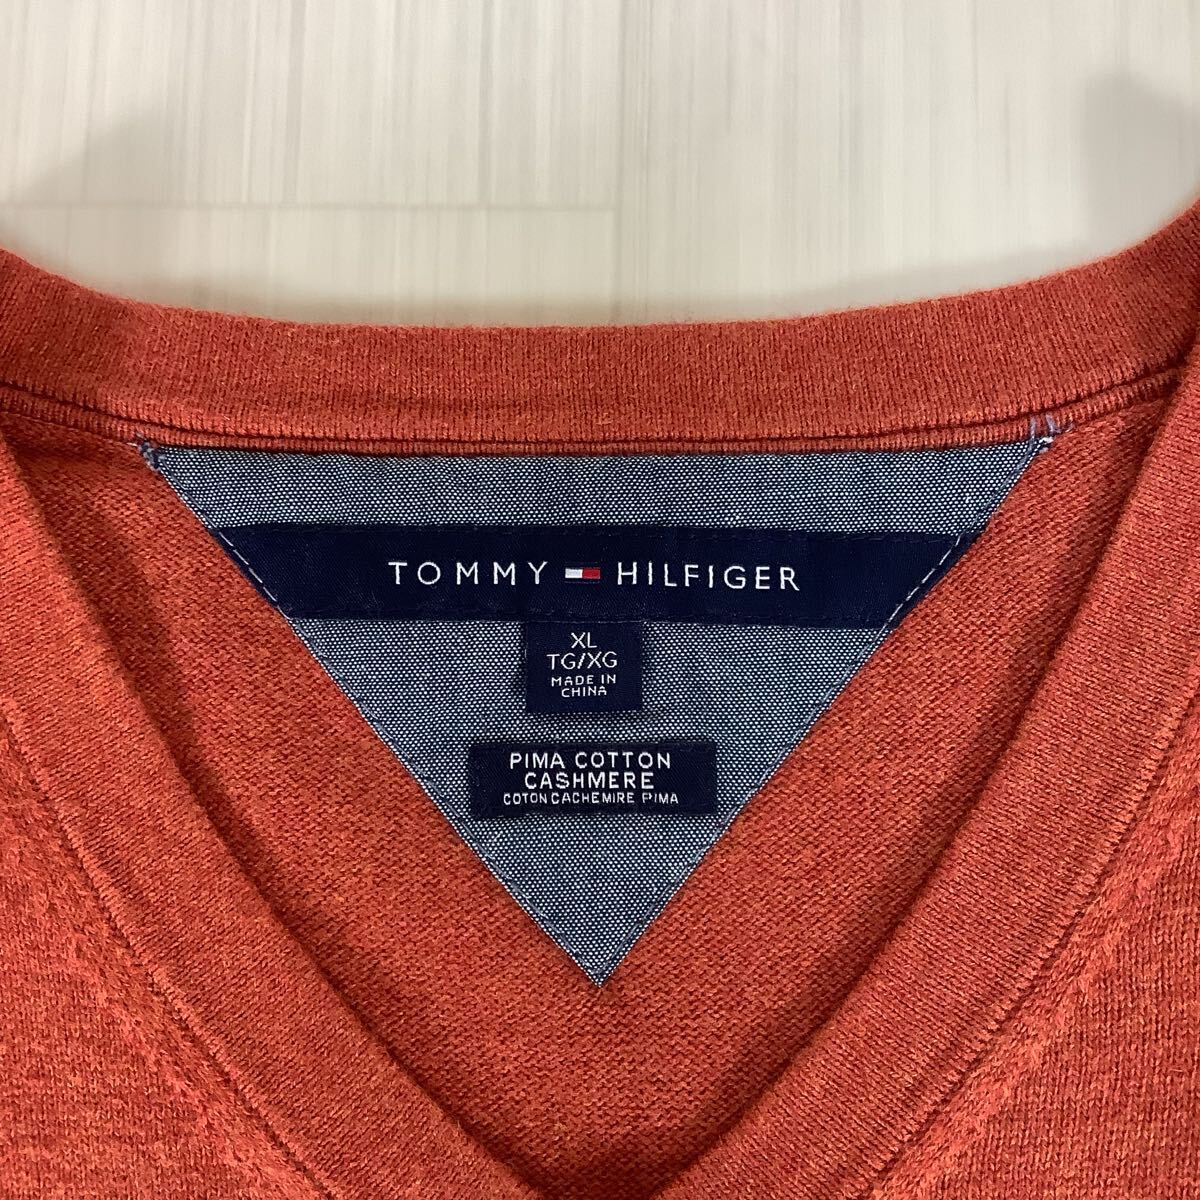 TOMMY HILFIGER
XL
TG/XG
MADE IN
CHINA
PIMA COTTON
CASHMERE
COTON CACHEMIRE PIMA